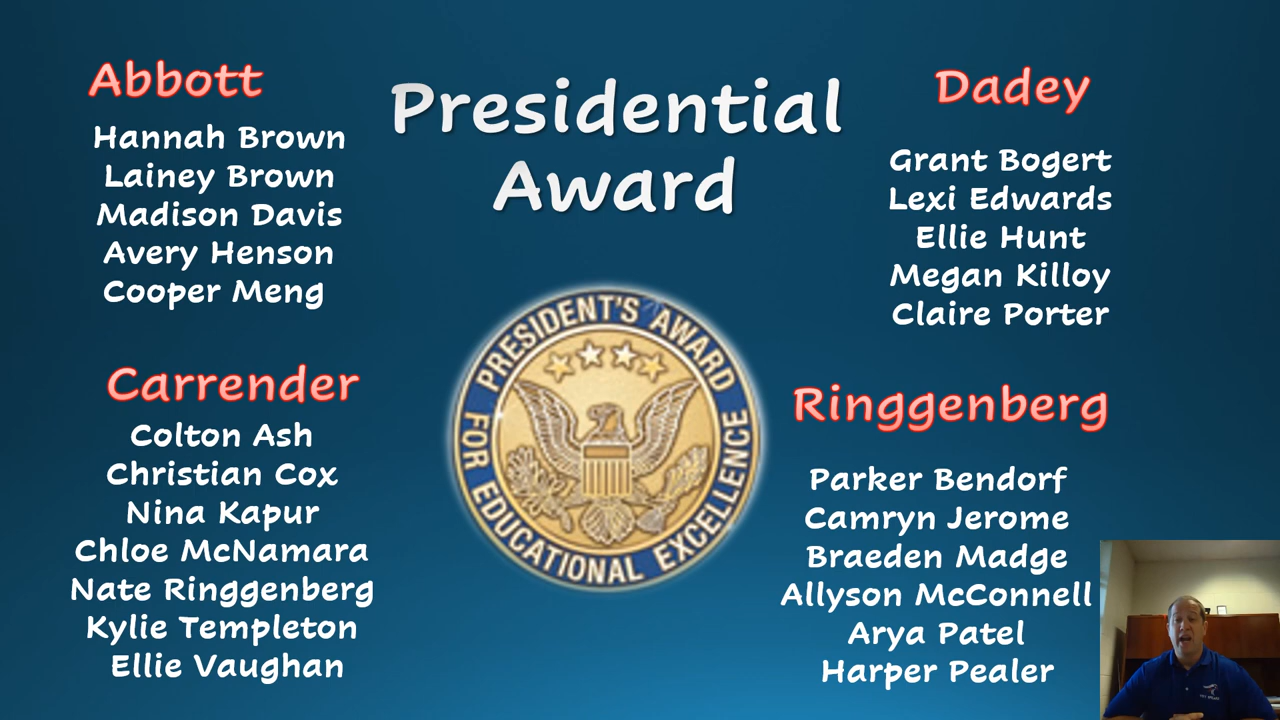 Presidential
Award
Abbott
Hannah Brown
Lainey Brown
Madison Davis
Avery Henson
Cooper Meng
Carrender
Colton Ash
Christian Cox
Nina Kapur
Chloe McNamara
Nate Ringgenberg
Kylie Templeton
Ellie Vaughan
PRESIDENT'S AWARD
FOR EDUCATIONAL EXCELLENCE
Dadey
Grant Bogert
Lexi Edwards
Ellie Hunt
Megan Killoy
Claire Porter
Ringgenberg
Parker Bendorf
Camryn Jerome
Braeden Madge
Allyson McConnell
Arya Patel
Harper Pealer